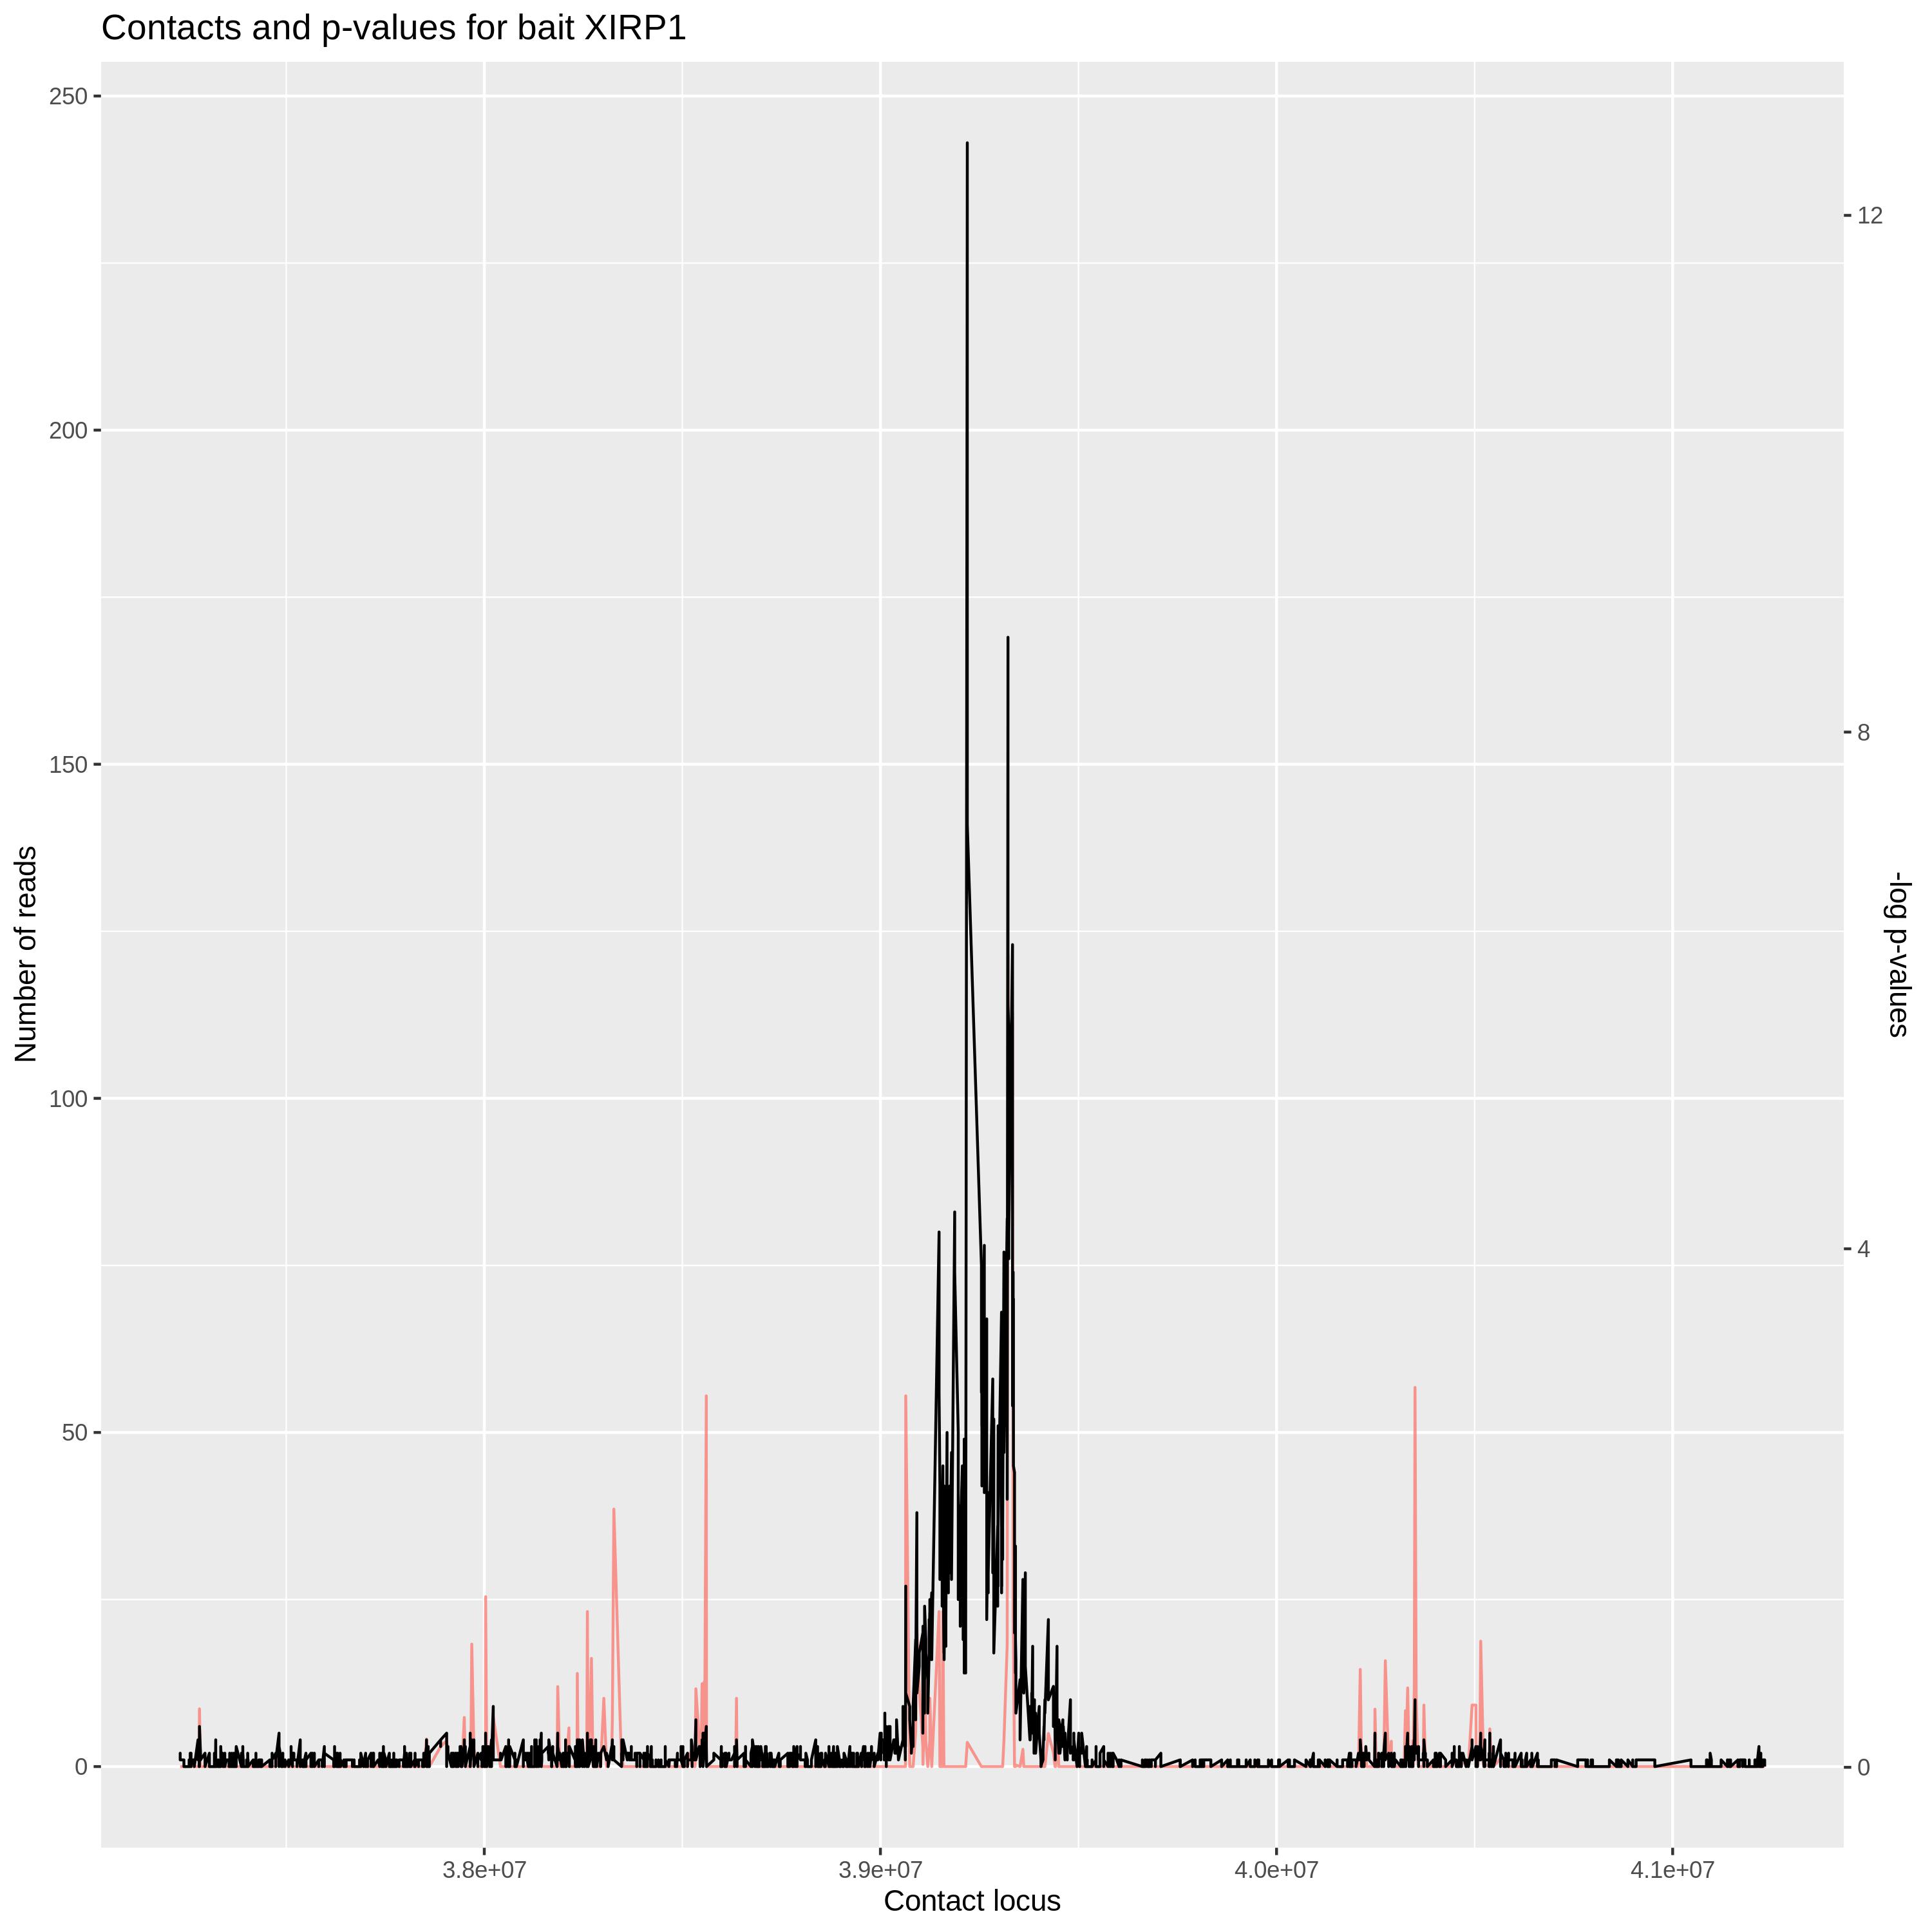 Contacts and p-values for bait XIRP1
250
200
150
100
50
0
12
8
4
0
3.8e+07
3.9e+07
4.0e+07
4.1e+07
Contact locus
Number of reads
-log p-values